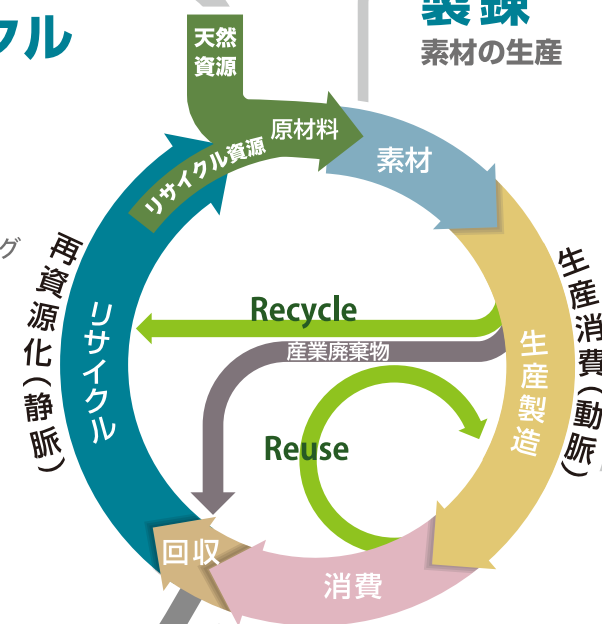 クル
製錬
素材の生産
天然
資源
原材料
リサイクル資源
素材
グ
再資源化（静脈）
生産消費（動脈）
リサイクル
Recycle
産業廃棄物
生産製造
Reuse
回収
消費